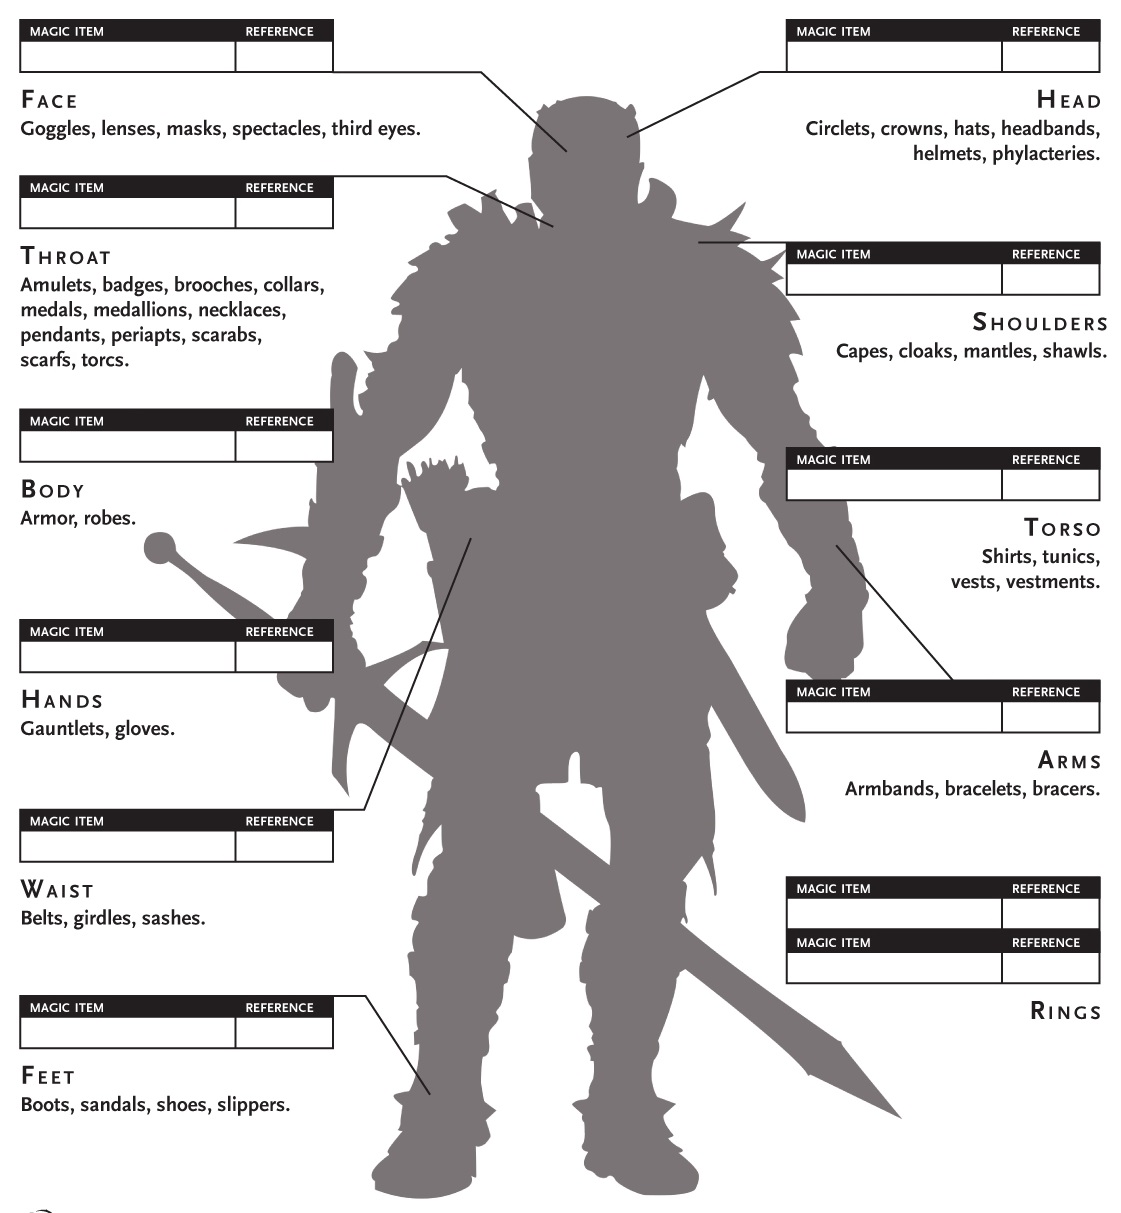 MAGIC ITEM REFERENCE
FACE
Goggles, lenses, masks, spectacles, third eyes.
MAGIC ITEM REFERENCE
THROAT
Amulets, badges, brooches, collars,
medals, medallions, necklaces,
pendants, periapts, scarabs,
scarfs, torcs.
MAGIC ITEM REFERENCE
BODY
Armor, robes.
MAGIC ITEM REFERENCE
HANDS
Gauntlets, gloves.
MAGIC ITEM REFERENCE
WAIST
Belts, girdles, sashes.
MAGIC ITEM REFERENCE
FEET
Boots, sandals, shoes, slippers.
MAGIC ITEM REFERENCE
HEAD
Circlets, crowns, hats, headbands,
helmets, phylacteries.
MAGIC ITEM REFERENCE
SHOULDERS
Capes, cloaks, mantles, shawls.
MAGIC ITEM REFERENCE
TORSO
Shirts, tunics,
vests, vestments.
MAGIC ITEM REFERENCE
ARMS
Armbands, bracelets, bracers.
MAGIC ITEM REFERENCE
MAGIC ITEM REFERENCE
RINGS